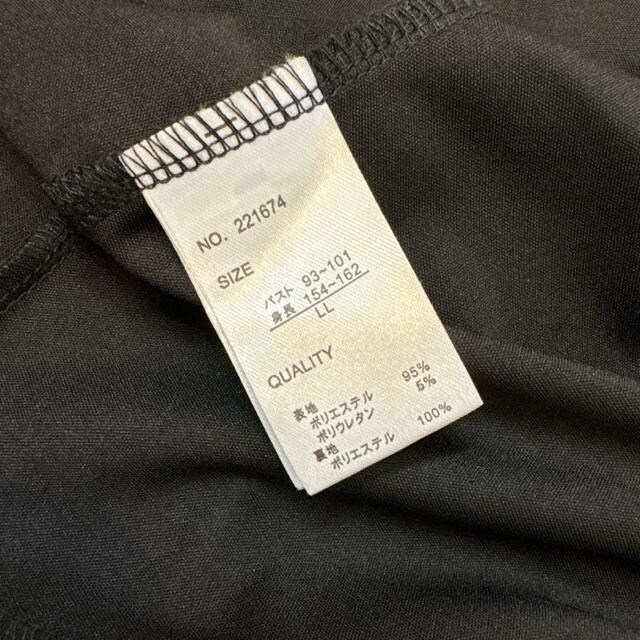 NO. 221674
SIZE
バスト 93~101
身長 154~162
LL
QUALITY
表地 ポリエステル 95%
ポリウレタン 5%
裏地 ポリエステル 100%